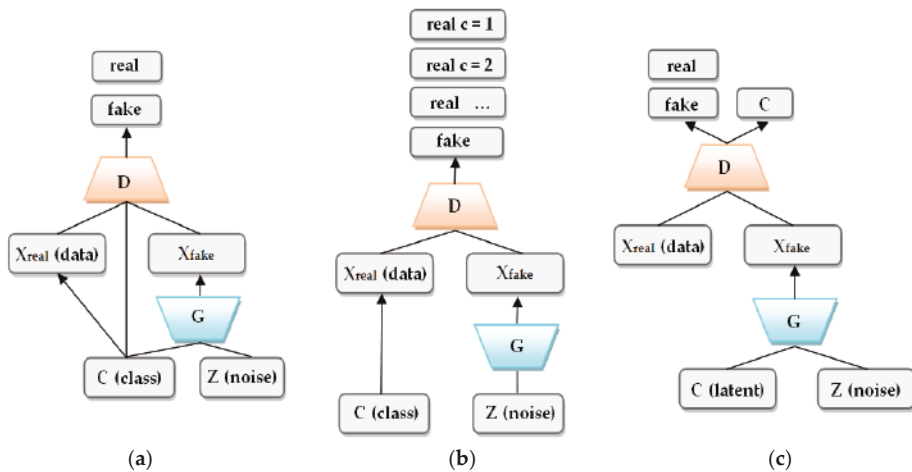 real
fake
D
Xreal (data)
Xfake
G
C (class)
Z (noise)
(a)
real c = 1
real c = 2
real ...
fake
D
Xreal (data)
Xfake
G
C (class)
Z (noise)
(b)
real
fake
C
D
Xreal (data)
Xfake
G
C (latent)
Z (noise)
(c)